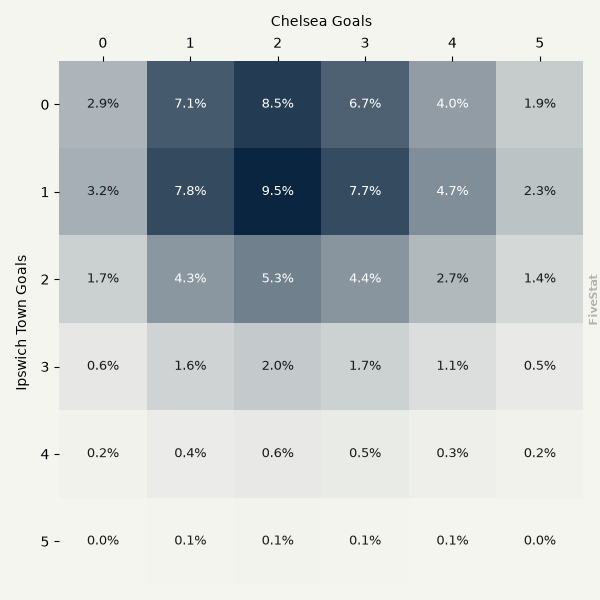 Chelsea Goals
0 1 2 3 4 5
0 2.9% 7.1% 8.5% 6.7% 4.0% 1.9%
1 3.2% 7.8% 9.5% 7.7% 4.7% 2.3%
2 1.7% 4.3% 5.3% 4.4% 2.7% 1.4%
3 0.6% 1.6% 2.0% 1.7% 1.1% 0.5%
4 0.2% 0.4% 0.6% 0.5% 0.3% 0.2%
5 0.0% 0.1% 0.1% 0.1% 0.1% 0.0%
Ipswich Town Goals
FiveStat